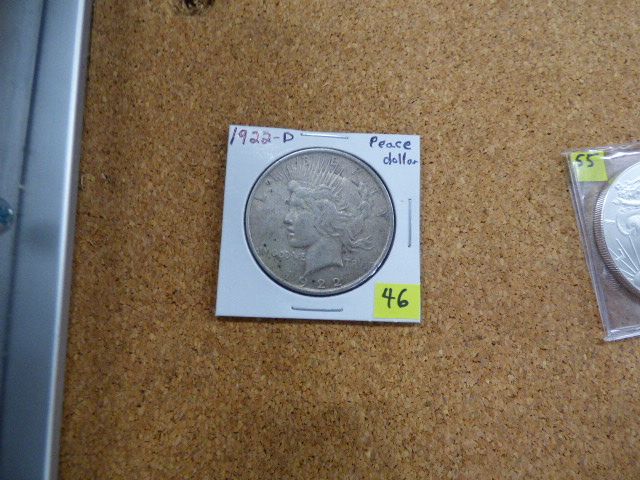 1922-D
Peace
dollar
LIBERTY
1922
46
55